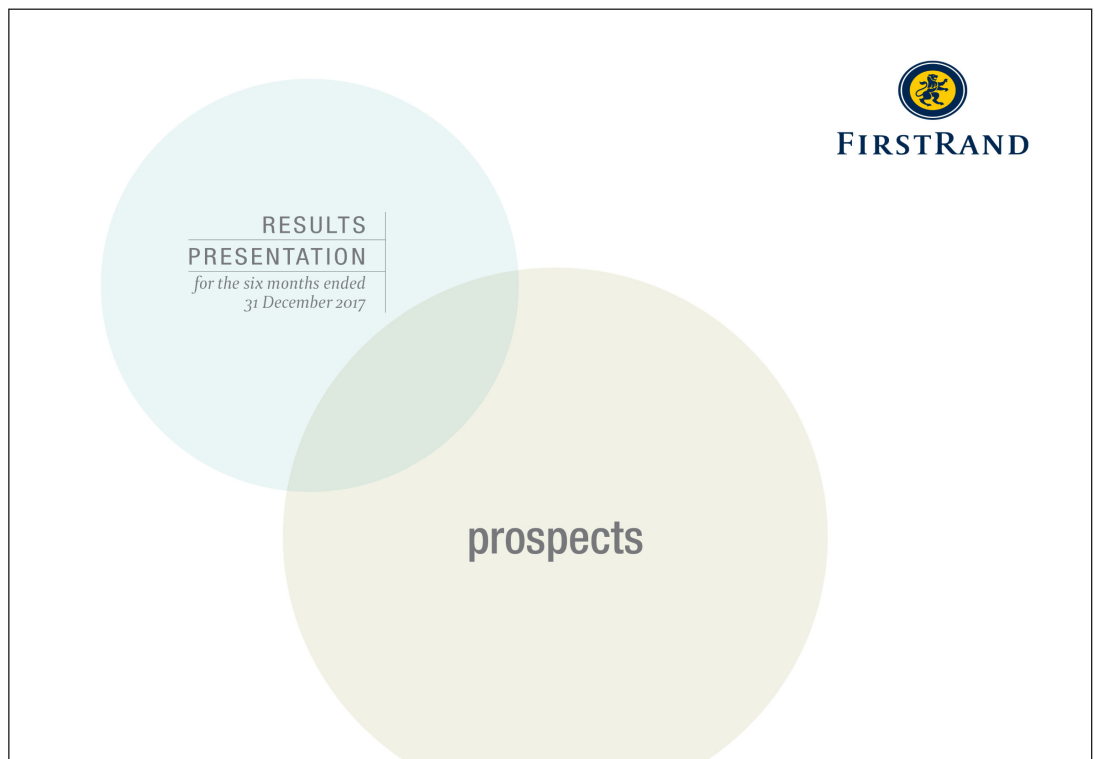 FIRSTRAND
RESULTS
PRESENTATION
for the six months ended
31 December 2017
prospects